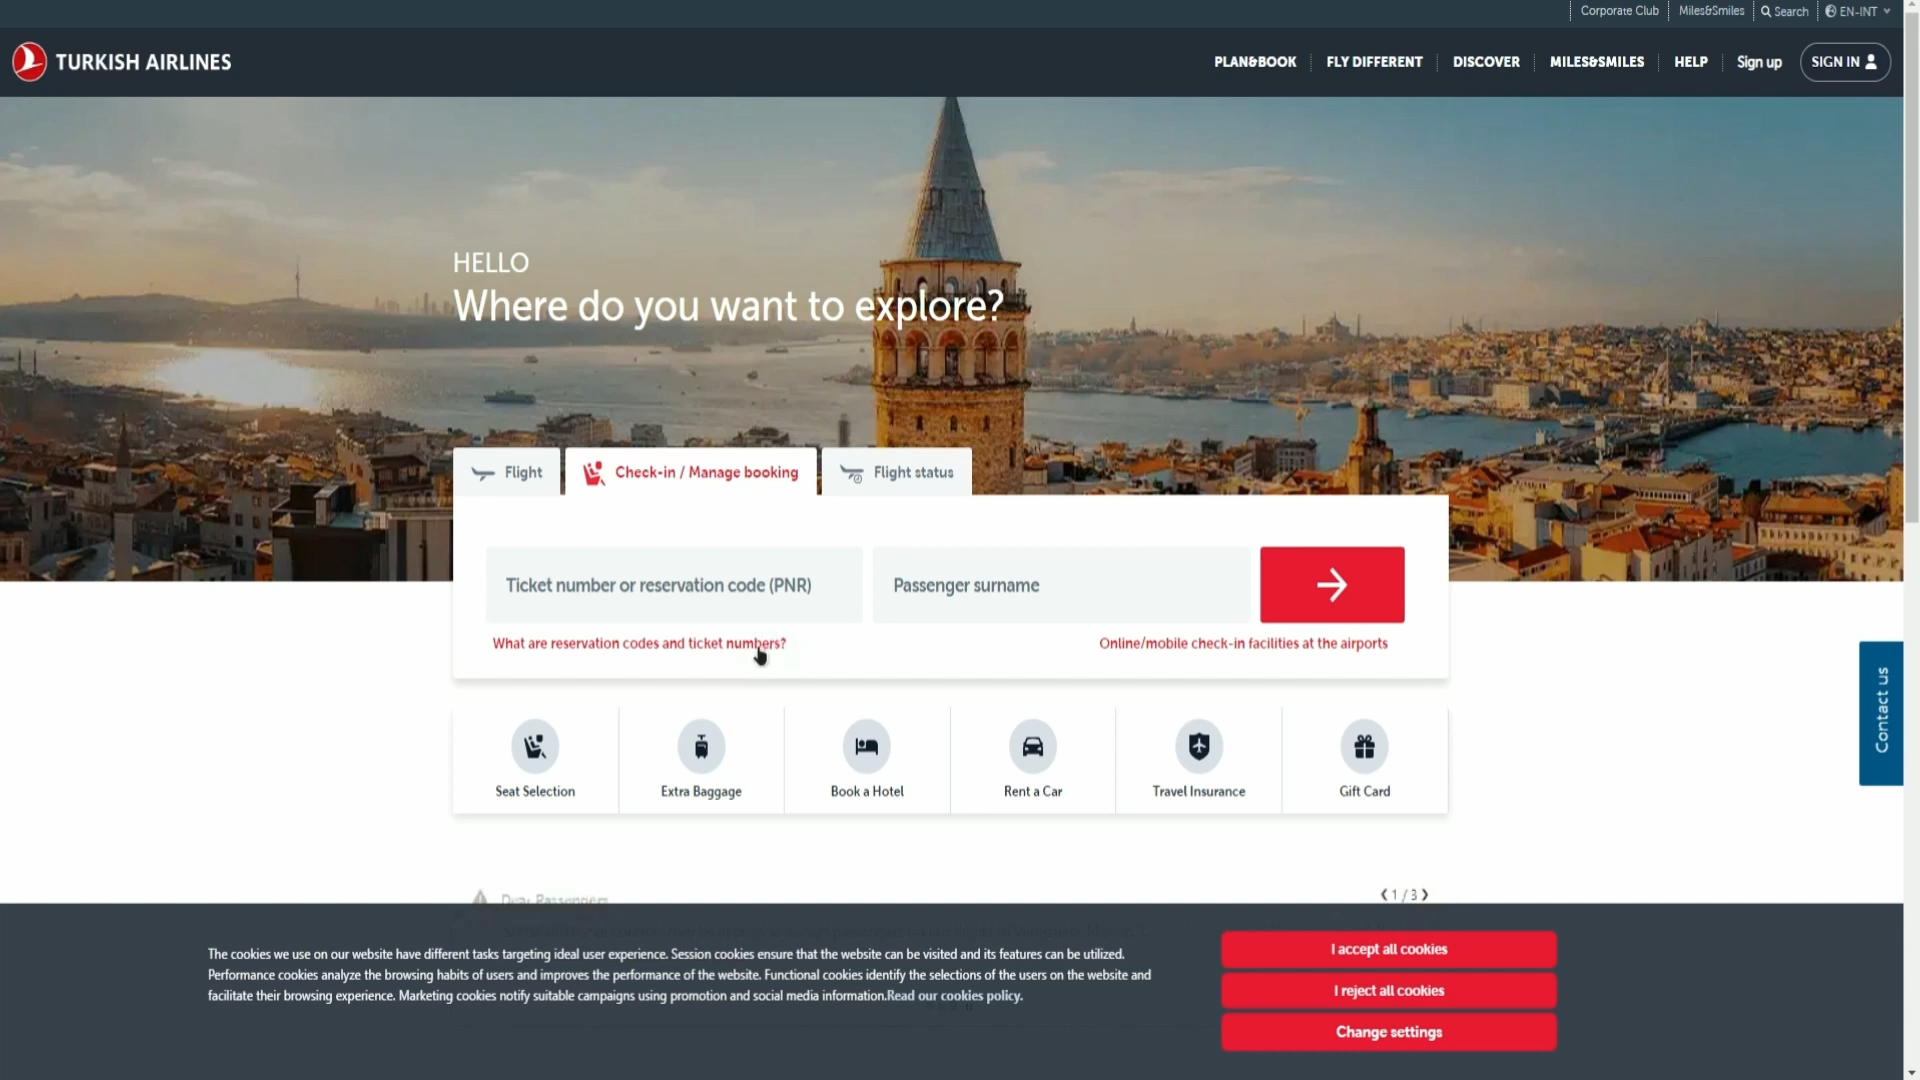 Corporate Club
Miles&Smiles
Search
EN-INT
TURKISH AIRLINES
PLAN&BOOK
FLY DIFFERENT
DISCOVER
MILES&SMILES
HELP
Sign up
SIGN IN
HELLO
Where do you want to explore?
Flight
Check-in / Manage booking
Flight status
Ticket number or reservation code (PNR)
Passenger surname
What are reservation codes and ticket numbers?
Online/mobile check-in facilities at the airports
Contact us
Seat Selection
Extra Baggage
Book a Hotel
Rent a Car
Travel Insurance
Gift Card
Dear Passengers
1 / 3
The cookies we use on our website have different tasks targeting ideal user experience. Session cookies ensure that the website can be visited and its features can be utilized.
Performance cookies analyze the browsing habits of users and improves the performance of the website. Functional cookies identify the selections of the users on the website and
facilitate their browsing experience. Marketing cookies notify suitable campaigns using promotion and social media information.Read our cookies policy.
I accept all cookies
I reject all cookies
Change settings